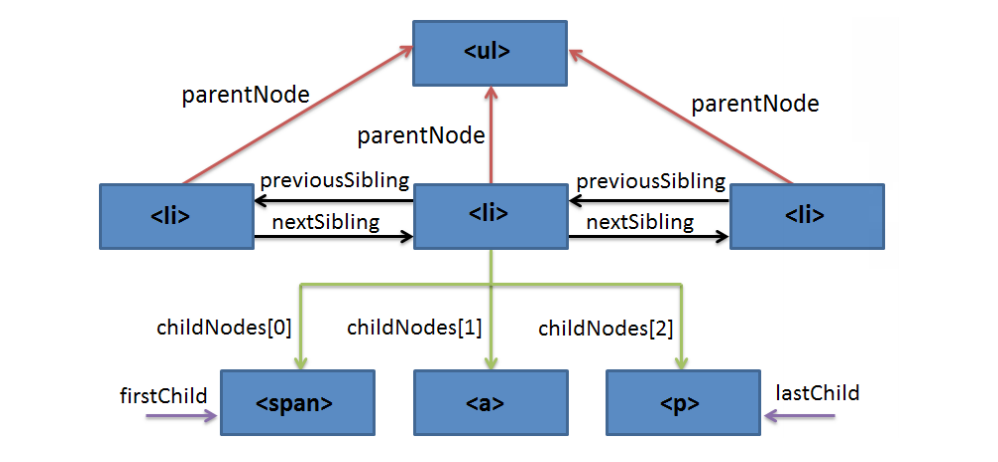 <ul>
parentNode
parentNode
parentNode
previousSibling
previousSibling
<li>
<li>
<li>
nextSibling
nextSibling
childNodes[0]
childNodes[1]
childNodes[2]
firstChild
lastChild
<span>
<a>
<p>